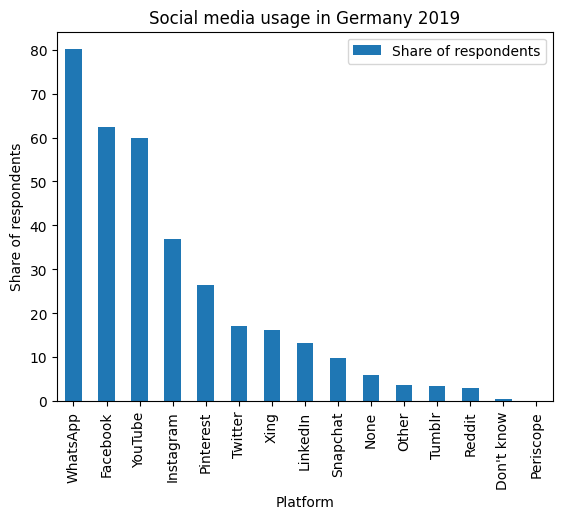 Social media usage in Germany 2019
Share of respondents
Share of respondents
80
70
60
50
40
30
20
10
0
WhatsApp
Facebook
YouTube
Instagram
Pinterest
Twitter
Xing
LinkedIn
Snapchat
None
Other
Tumblr
Reddit
Don't know
Periscope
Platform